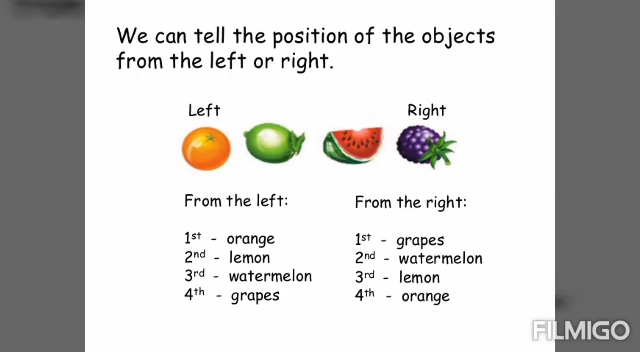 We can tell the position of the objects
from the left or right.
Left
Right
From the left:
1st - orange
2nd - lemon
3rd - watermelon
4th - grapes
From the right:
1st - grapes
2nd - watermelon
3rd - lemon
4th - orange
FILMIGO